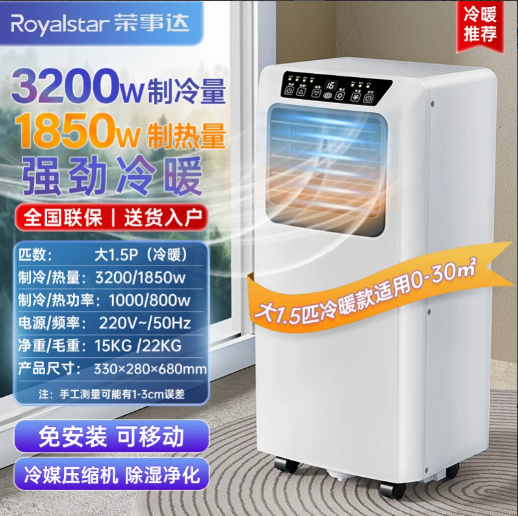 Royalstar 荣事达
冷暖
推荐
3200w制冷量
1850w 制热量
强劲冷暖
全国联保 | 送货入户
16
匹数： 大1.5P（冷暖）
制冷/热量：3200/1850w
制冷/热功率：1000/800w
电源/频率： 220V~/50Hz
净重/毛重：15KG /22KG
产品尺寸： 330×280×680mm
注：手工测量可能有1-3cm误差
大1.5匹冷暖款适用0-30㎡
免安装 可移动
冷媒压缩机 除湿净化